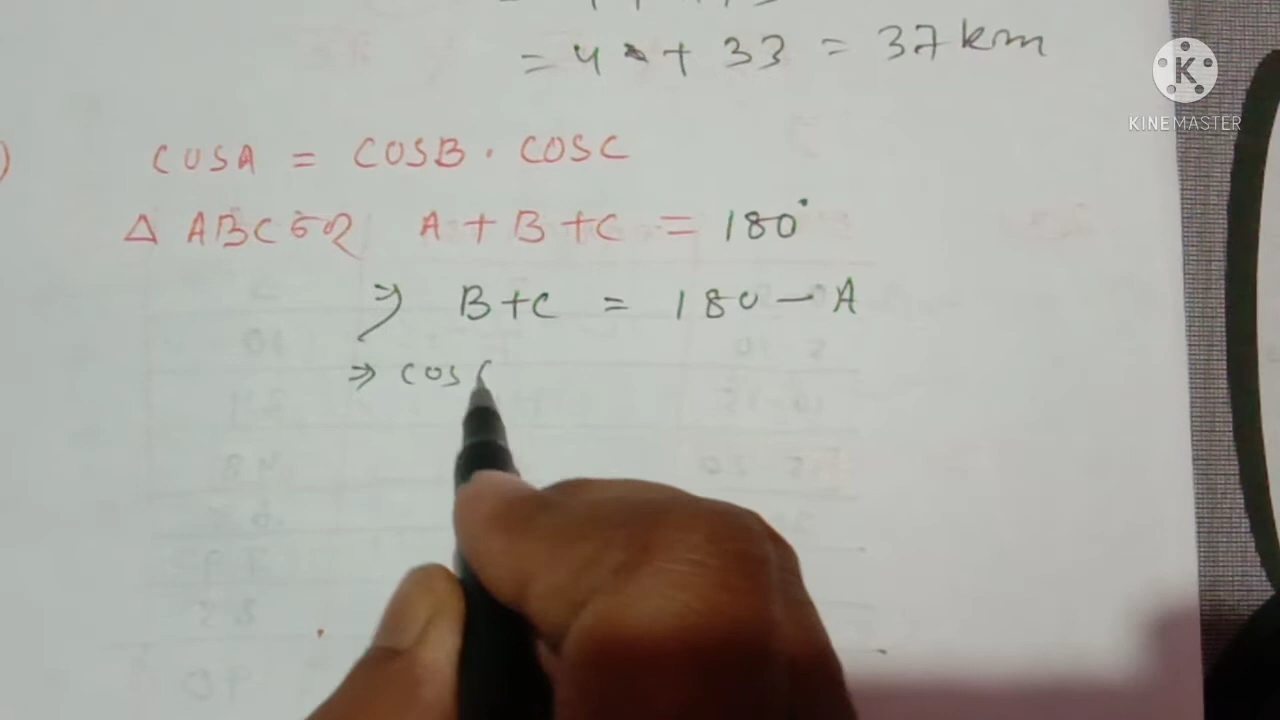 = 4 + 33 = 37 km
KINEMASTER
) COSA = COSB . COSC
Δ ABC ରେ A + B + C = 180°
⇒ B+C = 180 - A
⇒ cos(